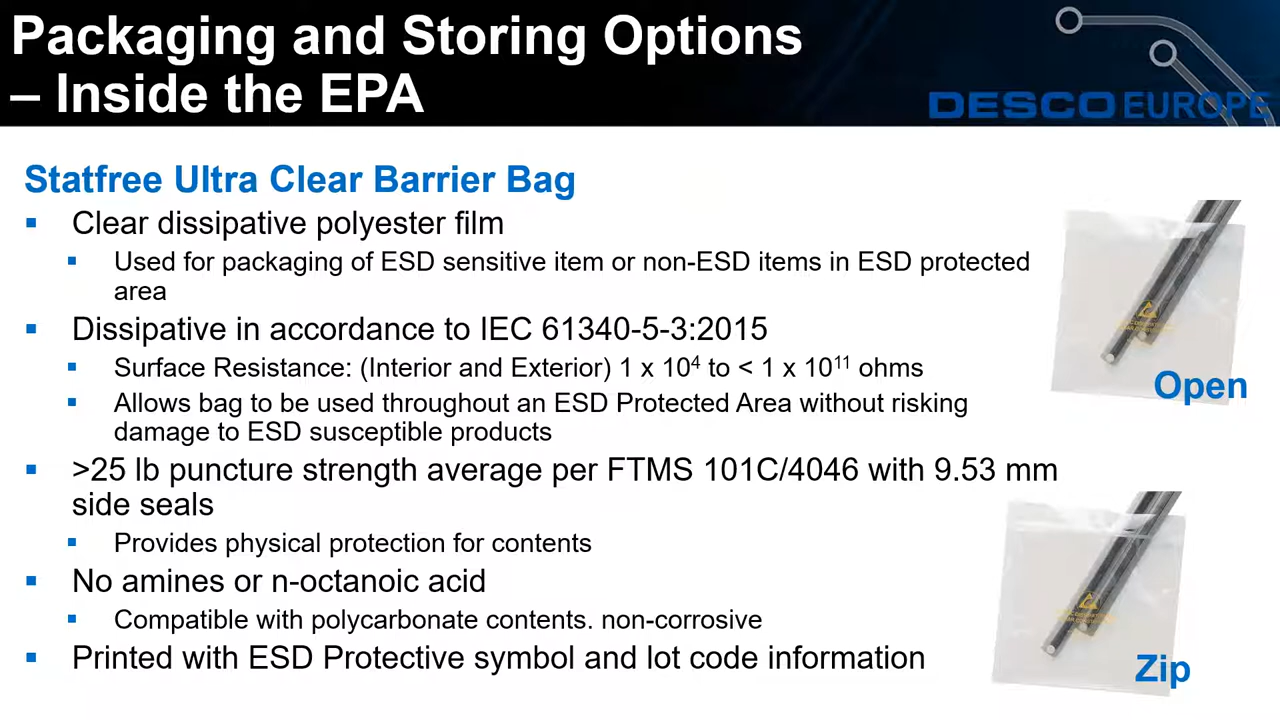 Packaging and Storing Options
– Inside the EPA
DESCO EUROPE
Statfree Ultra Clear Barrier Bag
▪ Clear dissipative polyester film
▪ Used for packaging of ESD sensitive item or non-ESD items in ESD protected
area
▪ Dissipative in accordance to IEC 61340-5-3:2015
▪ Surface Resistance: (Interior and Exterior) 1 x 10⁴ to < 1 x 10¹¹ ohms
▪ Allows bag to be used throughout an ESD Protected Area without risking
damage to ESD susceptible products
▪ >25 lb puncture strength average per FTMS 101C/4046 with 9.53 mm
side seals
▪ Provides physical protection for contents
▪ No amines or n-octanoic acid
▪ Compatible with polycarbonate contents. non-corrosive
▪ Printed with ESD Protective symbol and lot code information
Open
Zip